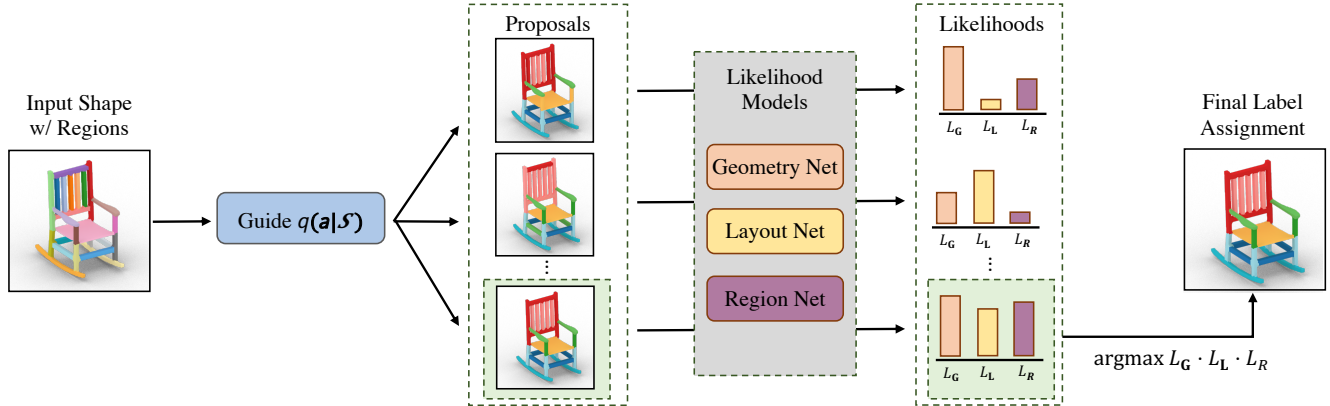 Input Shape
w/ Regions
Guide q(a|S)
Proposals
⋮
Likelihood
Models
Geometry Net
Layout Net
Region Net
Likelihoods
L_G L_L L_R
L_G L_L L_R
⋮
L_G L_L L_R
argmax L_G · L_L · L_R
Final Label
Assignment